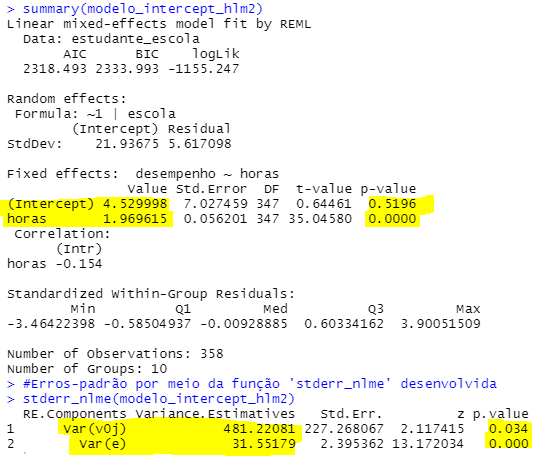 > summary(modelo_intercept_hlm2)
Linear mixed-effects model fit by REML
  Data: estudante_escola
       AIC      BIC    logLik
  2318.493 2333.993 -1155.247

Random effects:
 Formula: ~1 | escola
        (Intercept) Residual
StdDev:    21.93675 5.617098

Fixed effects:  desempenho ~ horas
               Value Std.Error  DF  t-value p-value
(Intercept) 4.529998  7.027459 347  0.64461  0.5196
horas       1.969615  0.056201 347 35.04580  0.0000
 Correlation:
      (Intr)
horas -0.154

Standardized Within-Group Residuals:
        Min          Q1         Med          Q3         Max
-3.46422398 -0.58504937 -0.00928885  0.60334162  3.90051509

Number of Observations: 358
Number of Groups: 10
> #Erros-padrão por meio da função 'stderr_nlme' desenvolvida
> stderr_nlme(modelo_intercept_hlm2)
  RE.Components Variance.Estimatives   Std.Err.         z p.value
1      Var(v0j)            481.22081 227.268067  2.117415   0.034
2        Var(e)             31.55179   2.395362 13.172034   0.000